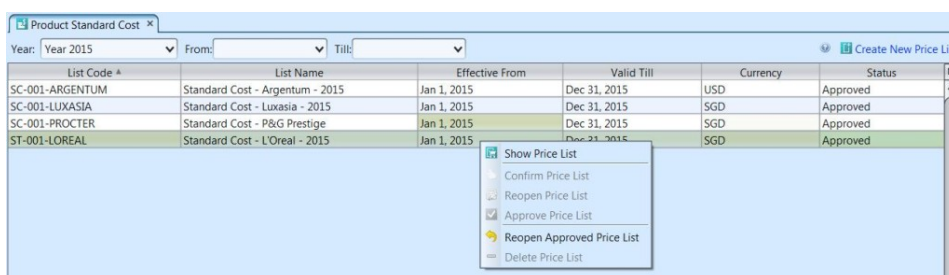 Product Standard Cost ×
Year: Year 2015 From: Till: Create New Price Li
List Code List Name Effective From Valid Till Currency Status
SC-001-ARGENTUM Standard Cost - Argentum - 2015 Jan 1, 2015 Dec 31, 2015 USD Approved
SC-001-LUXASIA Standard Cost - Luxasia - 2015 Jan 1, 2015 Dec 31, 2015 SGD Approved
SC-001-PROCTER Standard Cost - P&G Prestige Jan 1, 2015 Dec 31, 2015 SGD Approved
ST-001-LOREAL Standard Cost - L'Oreal - 2015 Jan 1, 2015 Dec 31, 2015 SGD Approved
Show Price List
Confirm Price List
Reopen Price List
Approve Price List
Reopen Approved Price List
Delete Price List